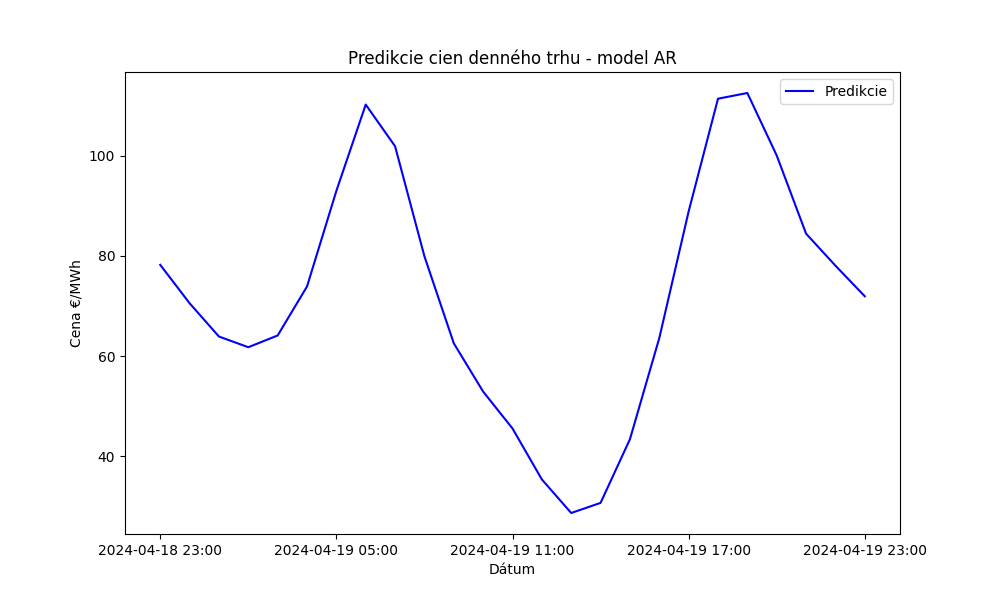 Predikcie cien denného trhu - model AR
Predikcie
Cena €/MWh
100
80
60
40
2024-04-18 23:00
2024-04-19 05:00
2024-04-19 11:00
2024-04-19 17:00
2024-04-19 23:00
Dátum